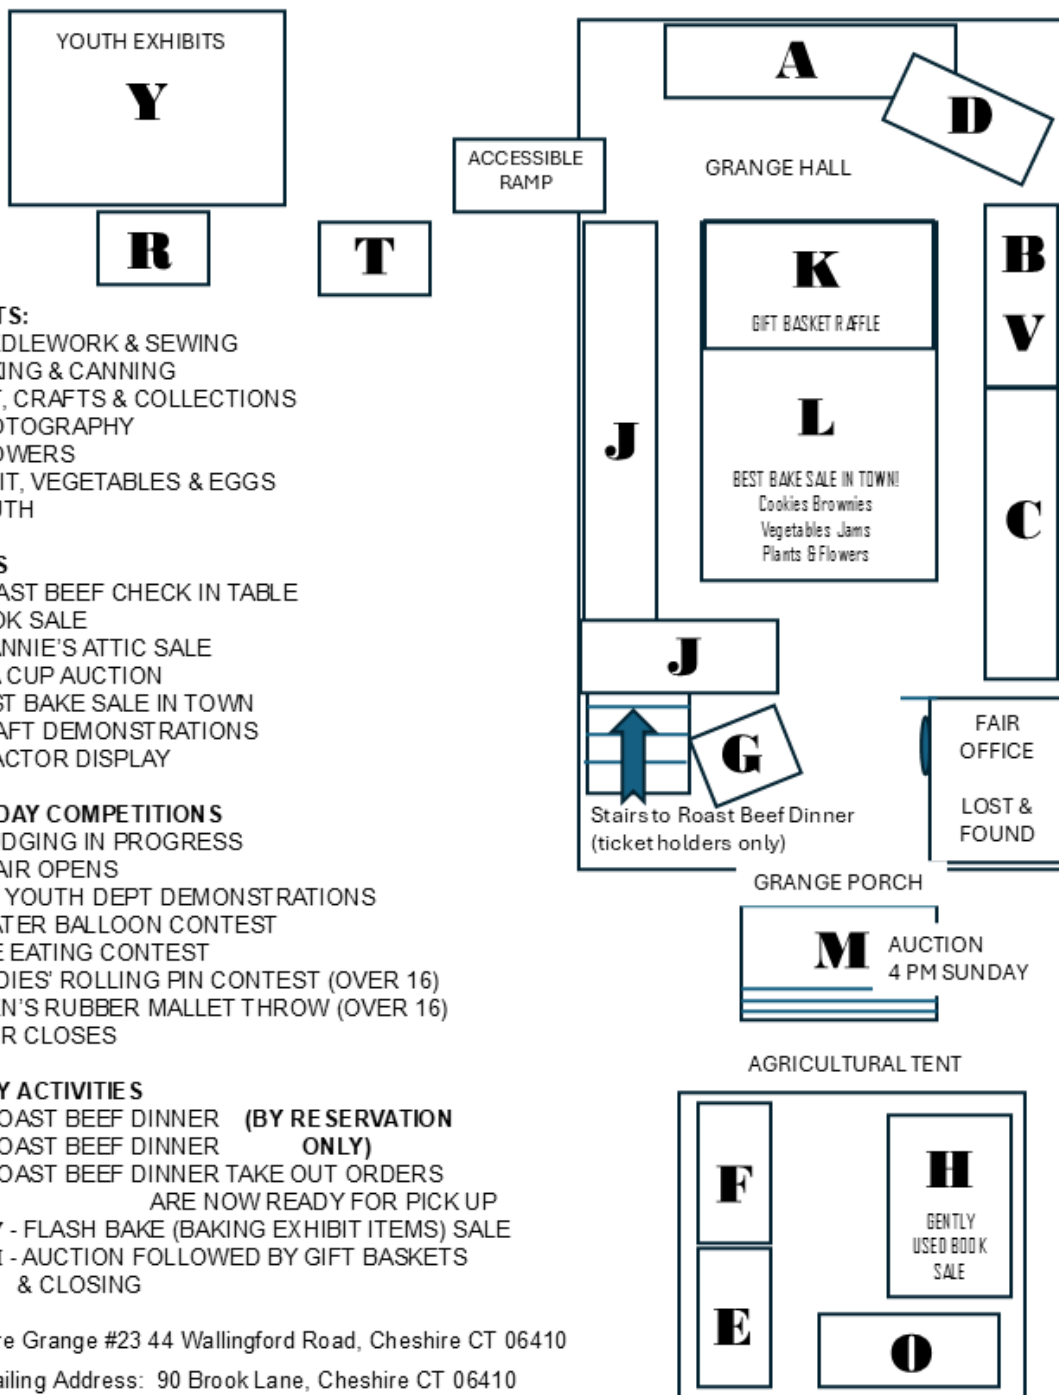 YOUTH EXHIBITS
Y
R
T
ACCESSIBLE
RAMP
A
D
GRANGE HALL
K
GIFT BASKET RAFFLE
B
V
J
L
BEST BAKE SALE IN TOWN!
Cookies Brownies
Vegetables Jams
Plants & Flowers
C
J
G
Stairs to Roast Beef Dinner
(ticket holders only)
FAIR
OFFICE
LOST &
FOUND
GRANGE PORCH
M
AUCTION
4 PM SUNDAY
AGRICULTURAL TENT
F
H
GENTLY
USED BOOK
SALE
E
O
TS:
DLEWORK & SEWING
KING & CANNING
T, CRAFTS & COLLECTIONS
OTOGRAPHY
OWERS
IT, VEGETABLES & EGGS
UTH
S
AST BEEF CHECK IN TABLE
OK SALE
ANNIE'S ATTIC SALE
A CUP AUCTION
ST BAKE SALE IN TOWN
AFT DEMONSTRATIONS
ACTOR DISPLAY
DAY COMPETITIONS
DGING IN PROGRESS
AIR OPENS
YOUTH DEPT DEMONSTRATIONS
ATER BALLOON CONTEST
E EATING CONTEST
DIES' ROLLING PIN CONTEST (OVER 16)
N'S RUBBER MALLET THROW (OVER 16)
R CLOSES
Y ACTIVITIES
OAST BEEF DINNER (BY RESERVATION
OAST BEEF DINNER ONLY)
OAST BEEF DINNER TAKE OUT ORDERS
ARE NOW READY FOR PICK UP
Y - FLASH BAKE (BAKING EXHIBIT ITEMS) SALE
I - AUCTION FOLLOWED BY GIFT BASKETS
& CLOSING
re Grange #23 44 Wallingford Road, Cheshire CT 06410
ailing Address: 90 Brook Lane, Cheshire CT 06410